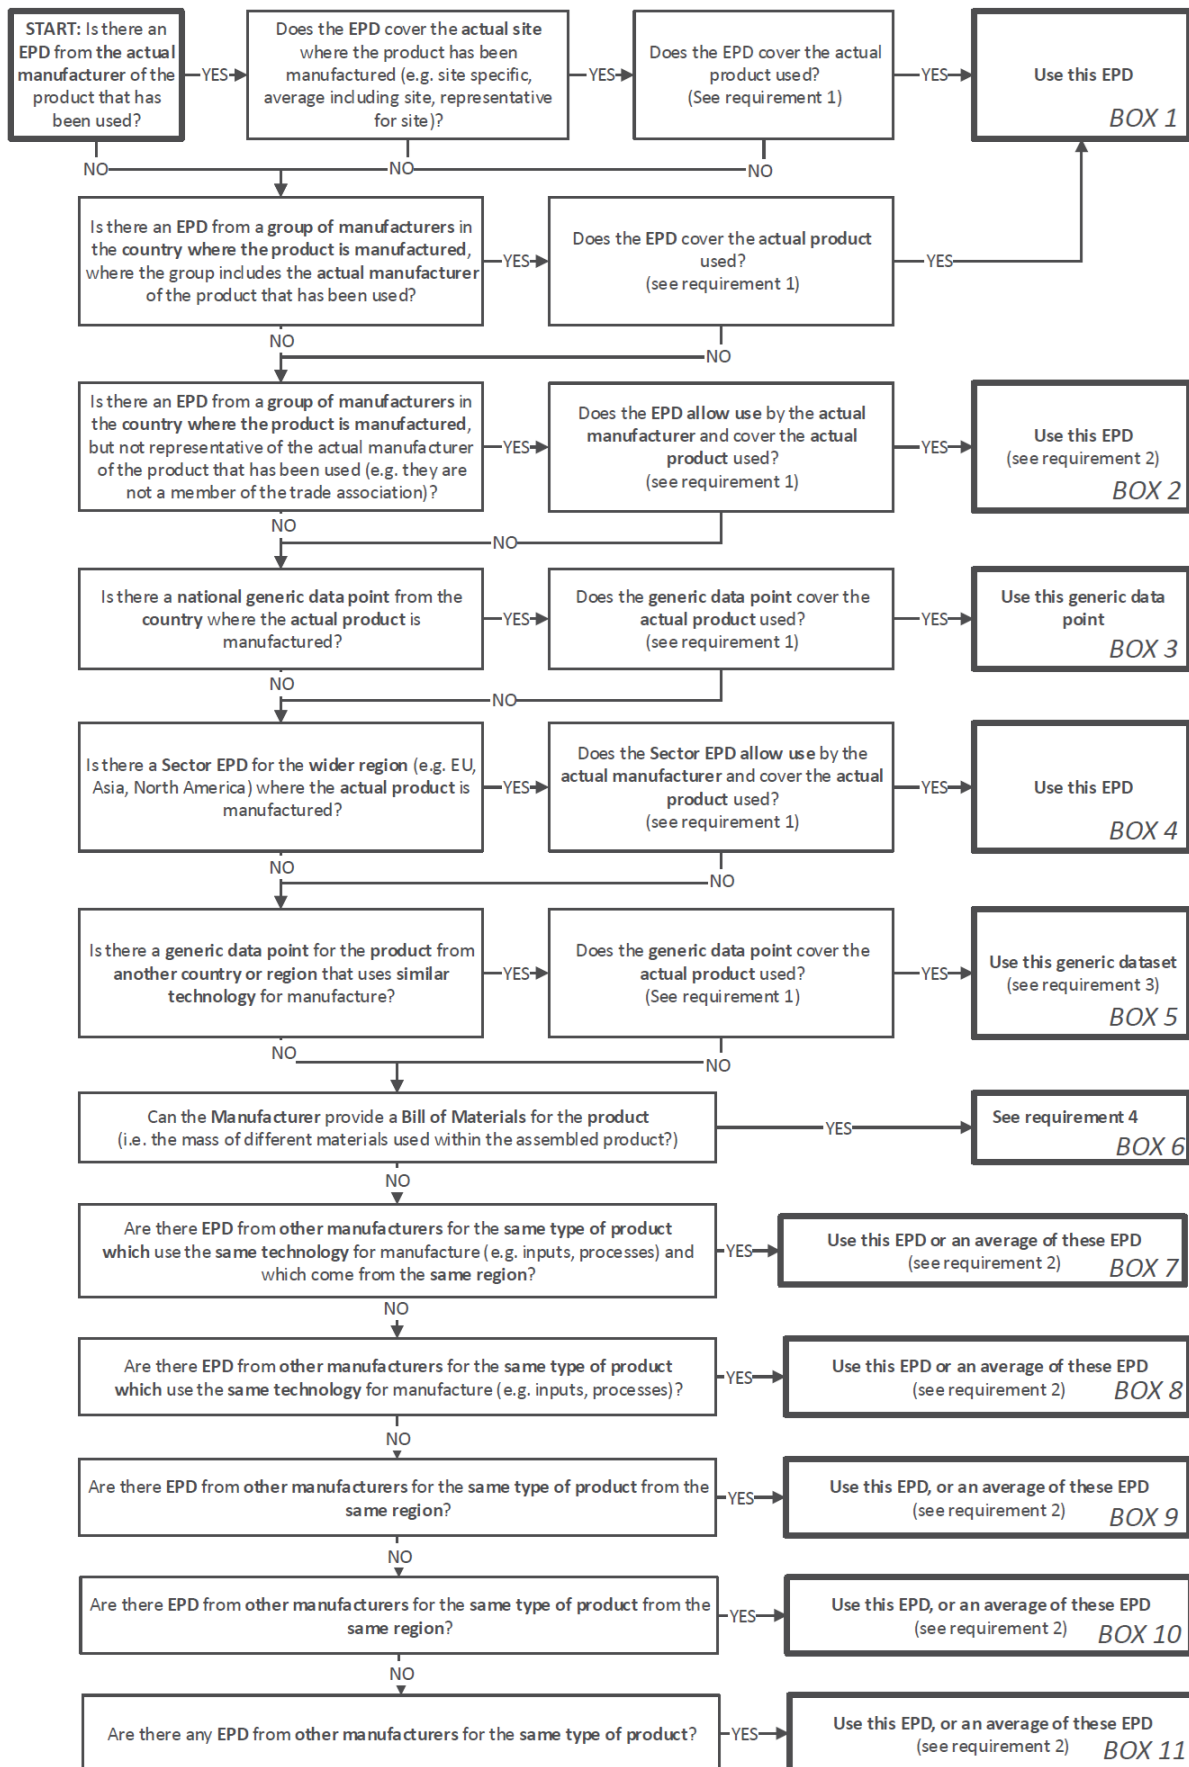 START: Is there an
EPD from the actual
manufacturer of the
product that has
been used?
YES
Does the EPD cover the actual site
where the product has been
manufactured (e.g. site specific,
average including site, representative
for site)?
YES
Does the EPD cover the actual
product used?
(See requirement 1)
YES
Use this EPD
BOX 1
NO
NO
NO
Is there an EPD from a group of manufacturers in
the country where the product is manufactured,
where the group includes the actual manufacturer
of the product that has been used?
YES
Does the EPD cover the actual product
used?
(see requirement 1)
YES
NO
NO
Is there an EPD from a group of manufacturers in
the country where the product is manufactured,
but not representative of the actual manufacturer
of the product that has been used (e.g. they are
not a member of the trade association)?
YES
Does the EPD allow use by the actual
manufacturer and cover the actual
product used?
(see requirement 1)
YES
Use this EPD
(see requirement 2)
BOX 2
NO
NO
Is there a national generic data point from the
country where the actual product is
manufactured?
YES
Does the generic data point cover the
actual product used?
(see requirement 1)
YES
Use this generic data
point
BOX 3
NO
NO
Is there a Sector EPD for the wider region (e.g. EU,
Asia, North America) where the actual product is
manufactured?
YES
Does the Sector EPD allow use by the
actual manufacturer and cover the actual
product used?
(see requirement 1)
YES
Use this EPD
BOX 4
NO
NO
Is there a generic data point for the product from
another country or region that uses similar
technology for manufacture?
YES
Does the generic data point cover the
actual product used?
(See requirement 1)
YES
Use this generic dataset
(see requirement 3)
BOX 5
NO
NO
Can the Manufacturer provide a Bill of Materials for the product
(i.e. the mass of different materials used within the assembled product?)
YES
See requirement 4
BOX 6
NO
Are there EPD from other manufacturers for the same type of product
which use the same technology for manufacture (e.g. inputs, processes) and
which come from the same region?
YES
Use this EPD or an average of these EPD
(see requirement 2)
BOX 7
NO
Are there EPD from other manufacturers for the same type of product
which use the same technology for manufacture (e.g. inputs, processes)?
YES
Use this EPD or an average of these EPD
(see requirement 2)
BOX 8
NO
Are there EPD from other manufacturers for the same type of product from the
same region?
YES
Use this EPD, or an average of these EPD
(see requirement 2)
BOX 9
NO
Are there EPD from other manufacturers for the same type of product from the
same region?
YES
Use this EPD, or an average of these EPD
(see requirement 2)
BOX 10
NO
Are there any EPD from other manufacturers for the same type of product?
YES
Use this EPD, or an average of these EPD
(see requirement 2)
BOX 11